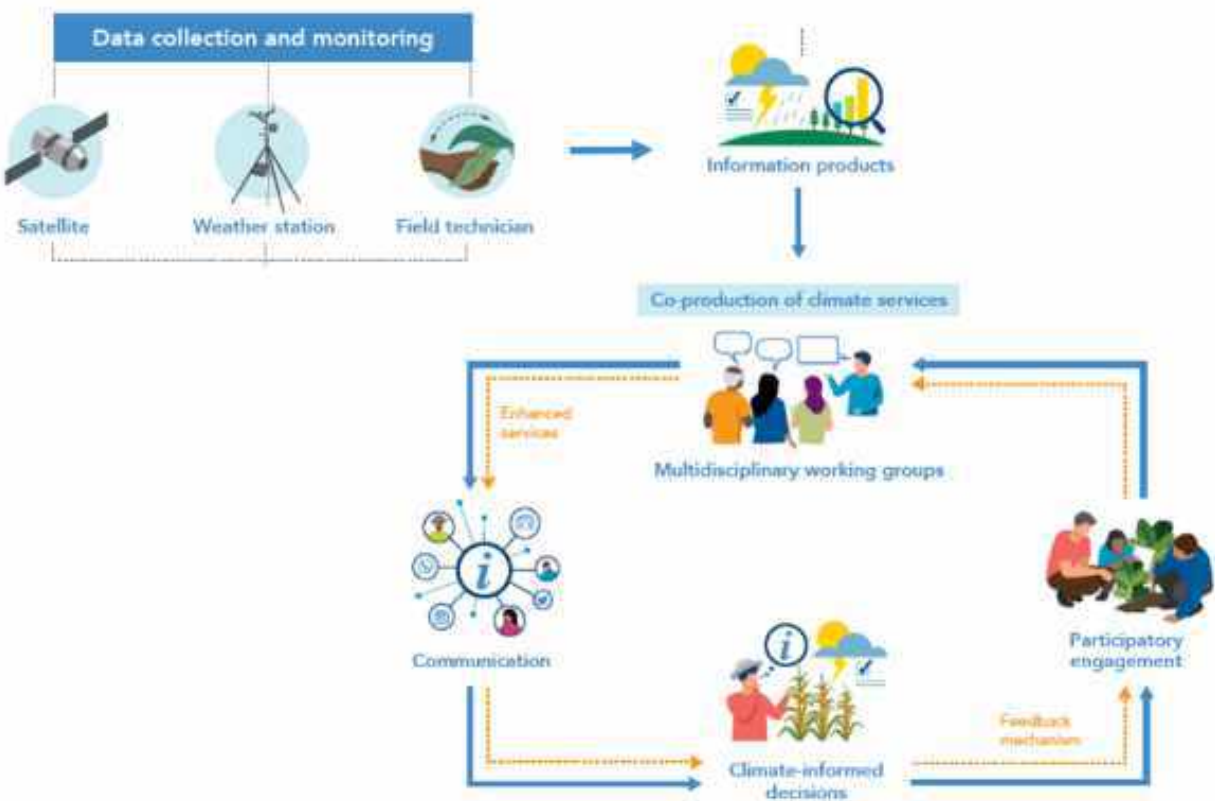 Data collection and monitoring
Satellite
Weather station
Field technician
Information products
Co-production of climate services
Multidisciplinary working groups
Enhanced
services
Communication
Climate-informed
decisions
Feedback
mechanism
Participatory
engagement